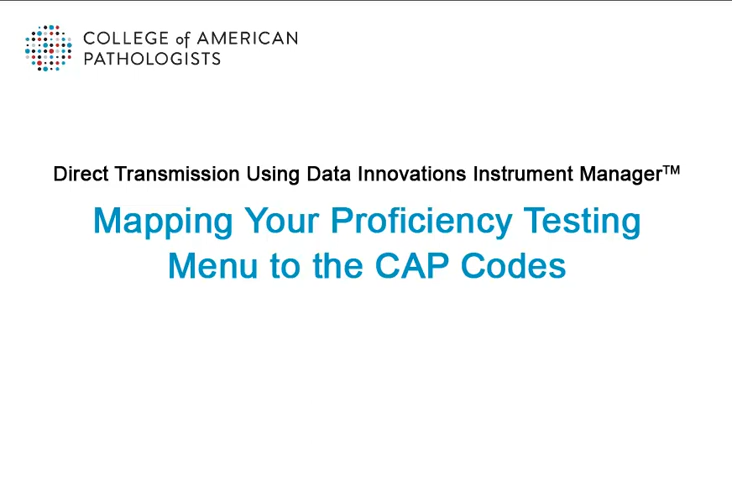 COLLEGE of AMERICAN
PATHOLOGISTS
Direct Transmission Using Data Innovations Instrument Manager™
Mapping Your Proficiency Testing
Menu to the CAP Codes